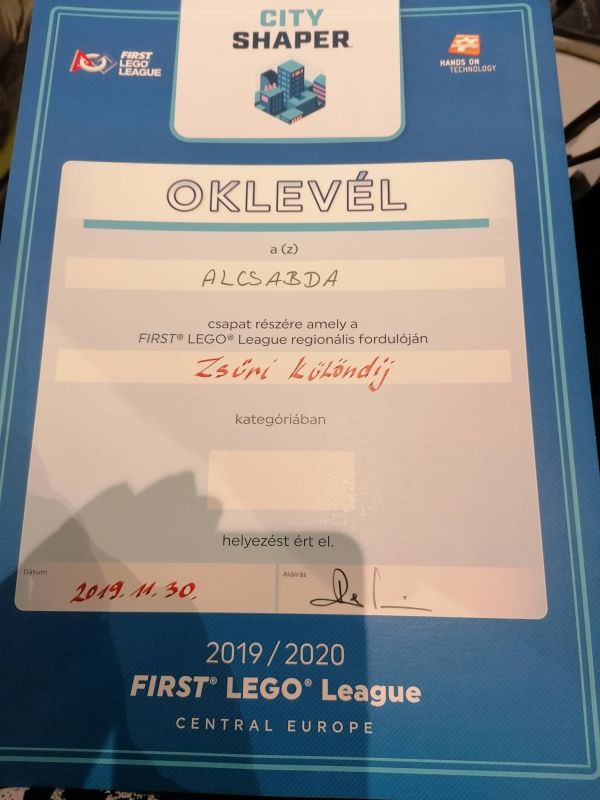 CITY
SHAPER
FIRST
LEGO
LEAGUE
HANDS ON
TECHNOLOGY
OKLEVÉL
a (z)
ALCSABDA
csapat részére amely a
FIRST® LEGO® League regionális fordulóján
Zsűri Különdíj
kategóriában
helyezést ért el.
Dátum
2019. 11. 30.
Aláírás
2019/2020
FIRST® LEGO® League
CENTRAL EUROPE